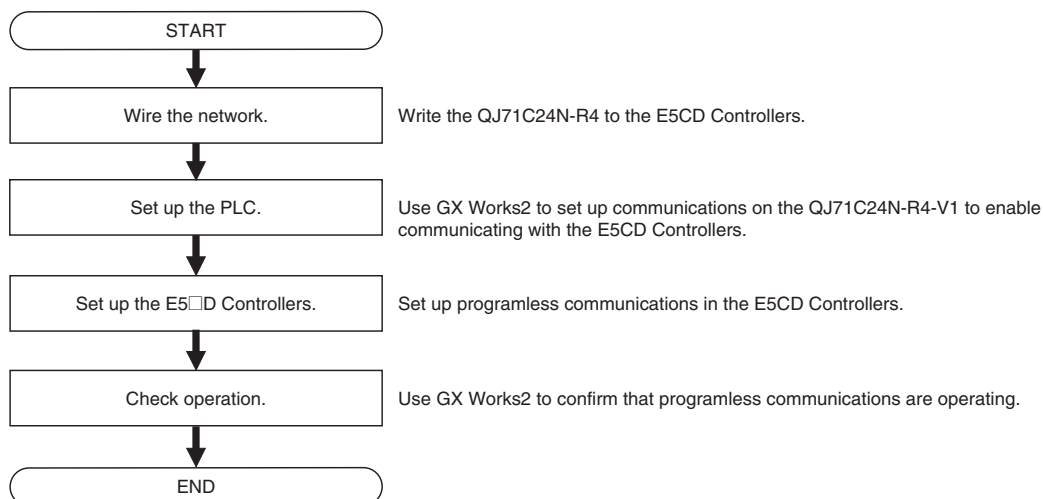 START
Wire the network.
Write the QJ71C24N-R4 to the E5CD Controllers.
Set up the PLC.
Use GX Works2 to set up communications on the QJ71C24N-R4-V1 to enable
communicating with the E5CD Controllers.
Set up the E5□D Controllers.
Set up programless communications in the E5CD Controllers.
Check operation.
Use GX Works2 to confirm that programless communications are operating.
END